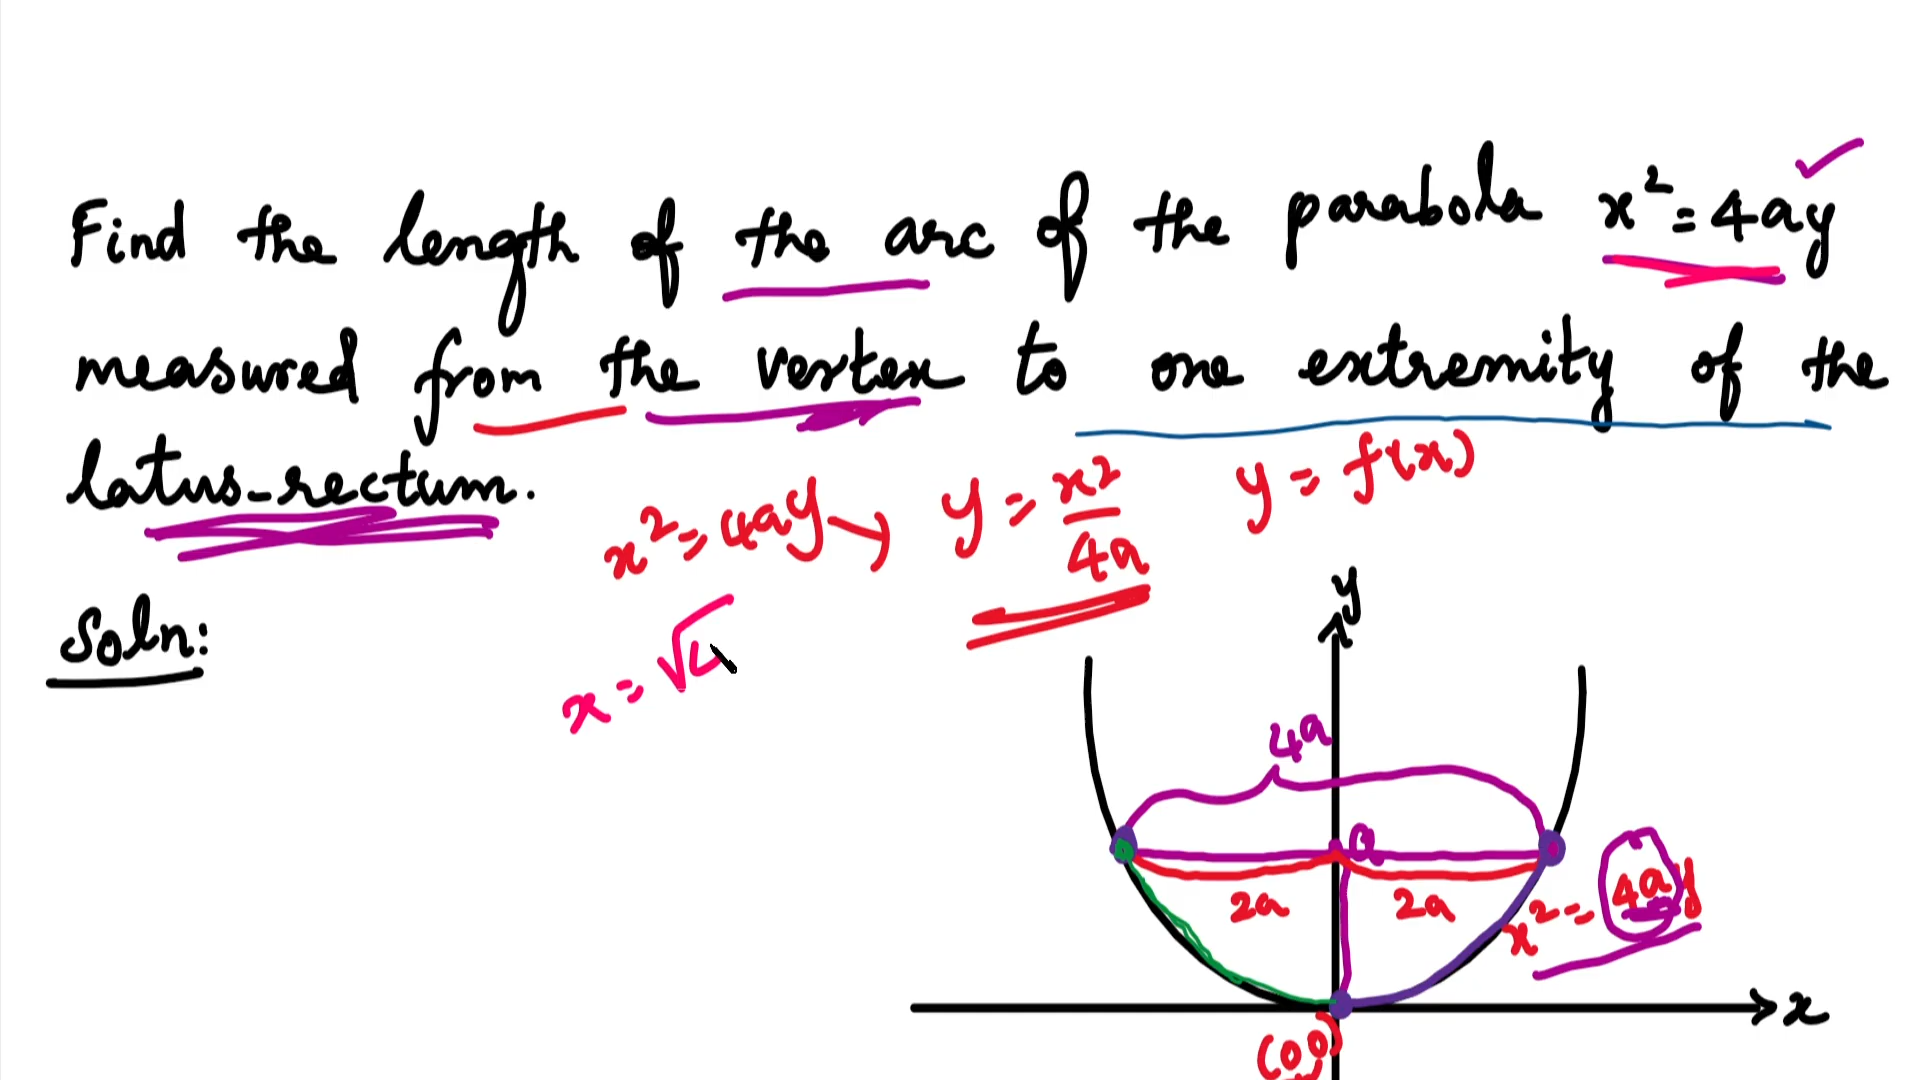 Find the length of the arc of the parabola x² = 4ay
measured from the vertex to one extremity of the
latus-rectum.
x² = 4ay → y = x²/4a
y = f(x)
Soln:
x = √4
y
4a
a
2a
2a
x² = 4ay
x
(0,0)